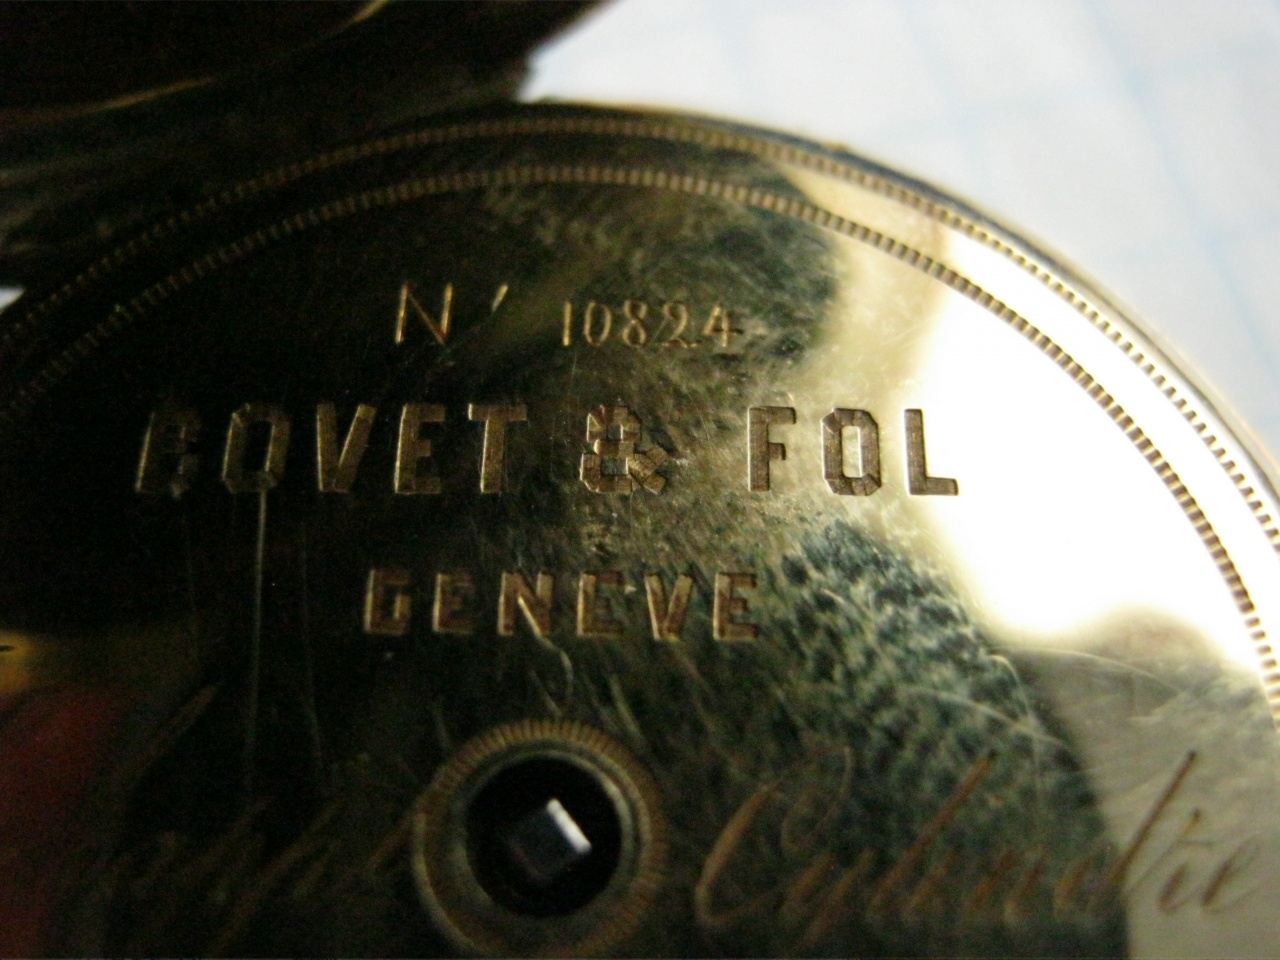 N' 10824
BOVET & FOL
GENEVE